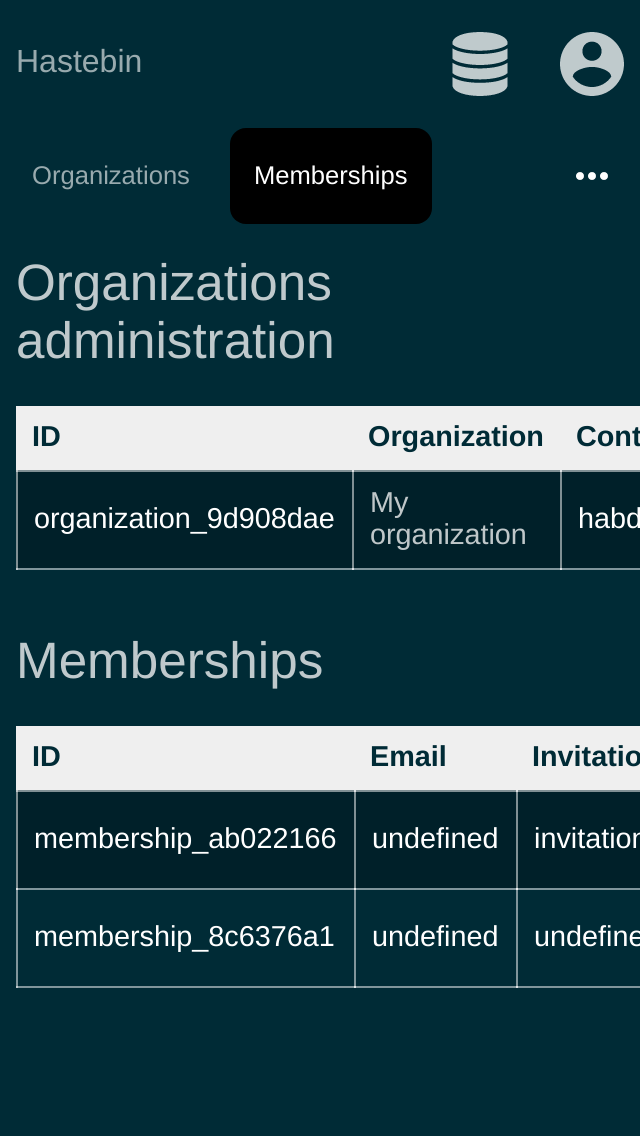 Hastebin
Organizations Memberships
Organizations
administration
ID Organization Cont
organization_9d908dae My organization habd
Memberships
ID Email Invitatio
membership_ab022166 undefined invitation
membership_8c6376a1 undefined undefine